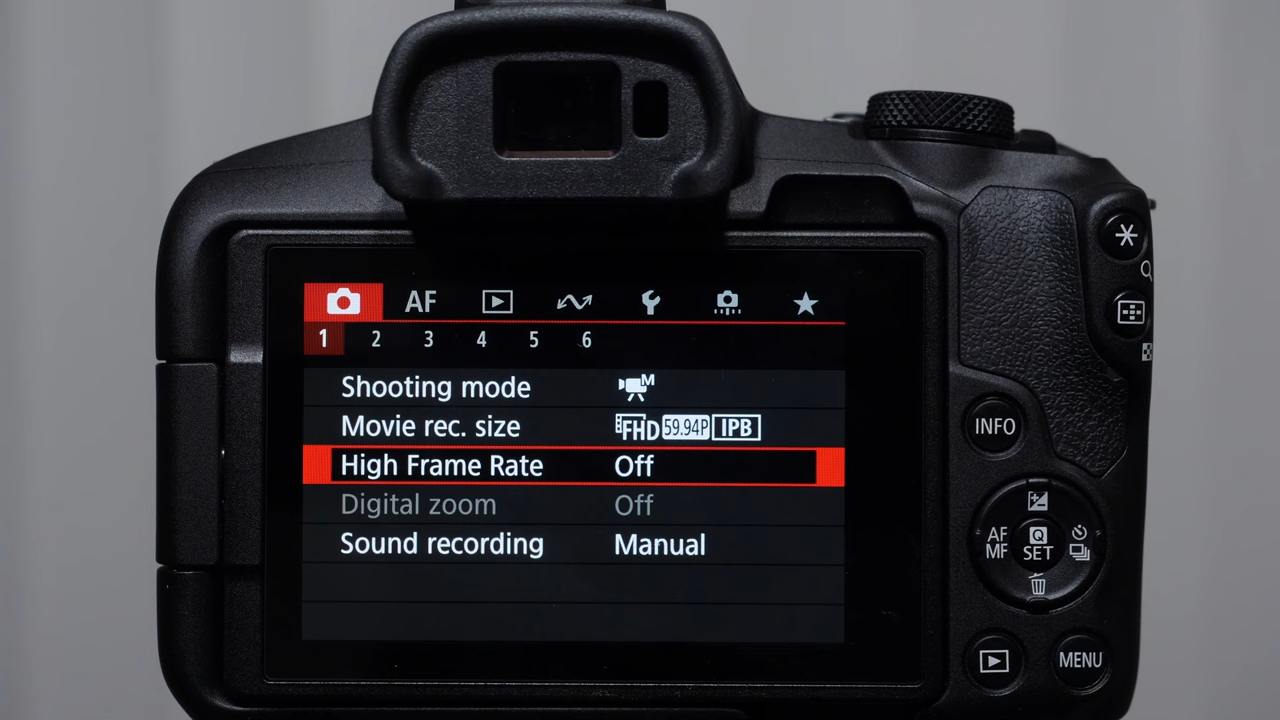 AF
1 2 3 4 5 6
Shooting mode M
Movie rec. size FHD 59.94P IPB
High Frame Rate Off
Digital zoom Off
Sound recording Manual
INFO
AF
MF
Q
SET
MENU